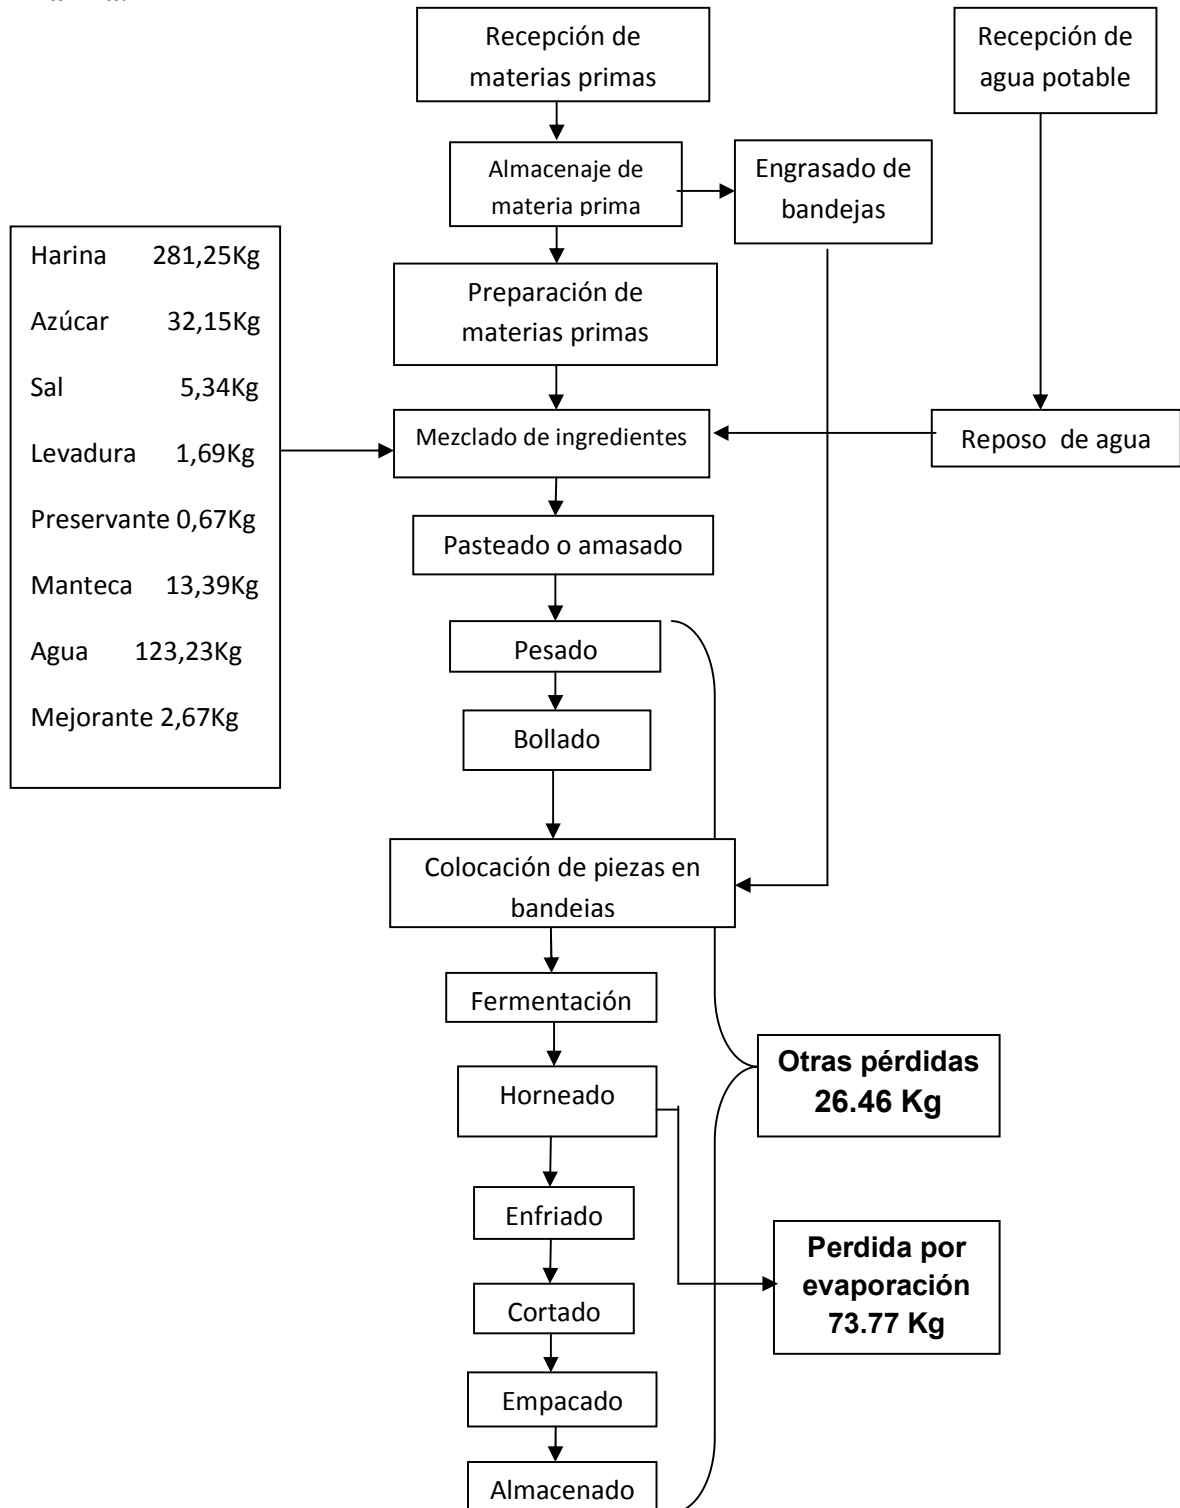 Recepción de
materias primas
Recepción de
agua potable
Almacenaje de
materia prima
Engrasado de
bandejas
Harina 281,25Kg
Azúcar 32,15Kg
Sal 5,34Kg
Levadura 1,69Kg
Preservante 0,67Kg
Manteca 13,39Kg
Agua 123,23Kg
Mejorante 2,67Kg
Preparación de
materias primas
Mezclado de ingredientes
Reposo de agua
Pasteado o amasado
Pesado
Bollado
Colocación de piezas en
bandejas
Fermentación
Horneado
Otras pérdidas
26.46 Kg
Enfriado
Perdida por
evaporación
73.77 Kg
Cortado
Empacado
Almacenado